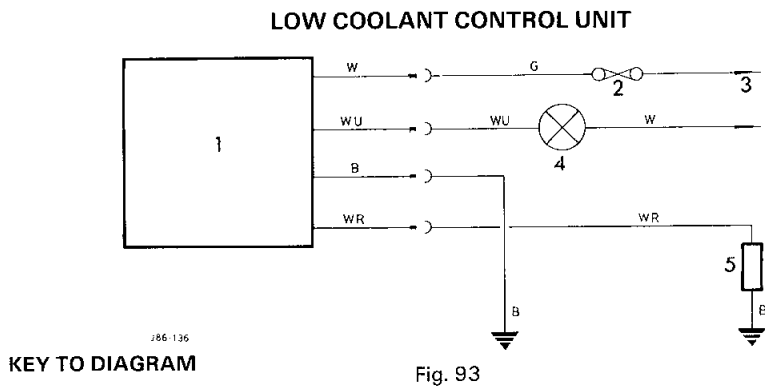 LOW COOLANT CONTROL UNIT
W G 2 3
1
WU WU 4 W
B
WR WR
5
B B
J86-136
KEY TO DIAGRAM
Fig. 93